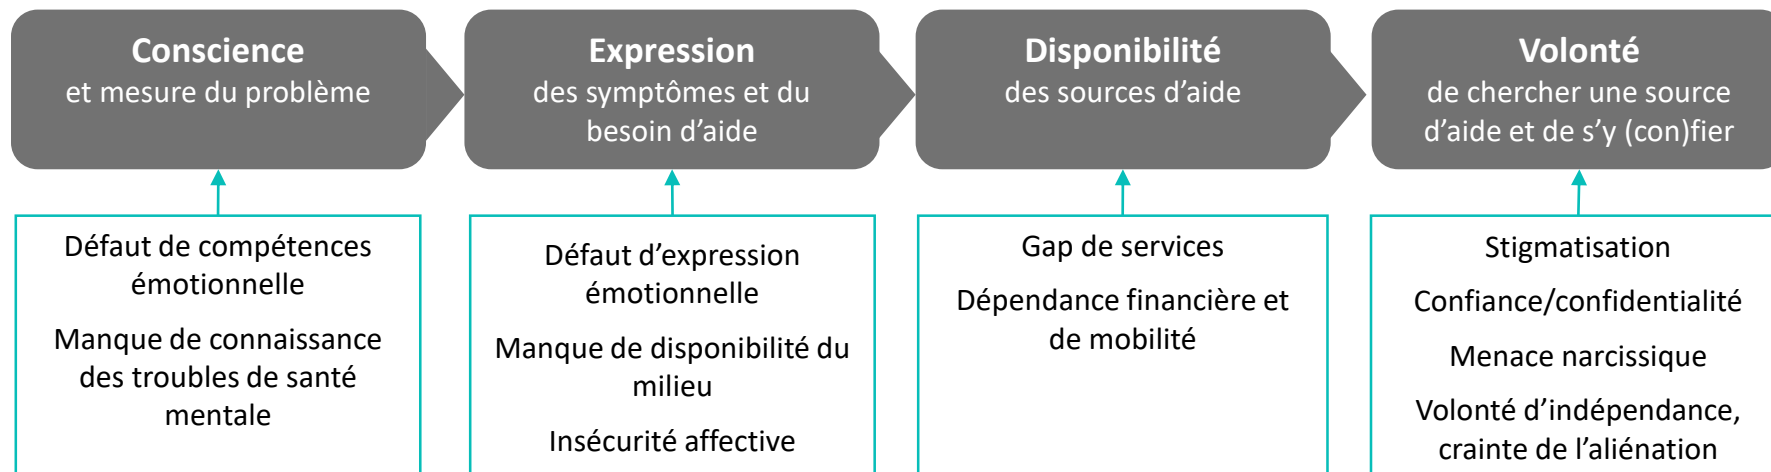 Conscience
et mesure du problème
Expression
des symptômes et du
besoin d'aide
Disponibilité
des sources d'aide
Volonté
de chercher une source
d'aide et de s'y (con)fier
Défaut de compétences
émotionnelle
Manque de connaissance
des troubles de santé
mentale
Défaut d'expression
émotionnelle
Manque de disponibilité du
milieu
Insécurité affective
Gap de services
Dépendance financière et
de mobilité
Stigmatisation
Confiance/confidentialité
Menace narcissique
Volonté d'indépendance,
crainte de l'aliénation